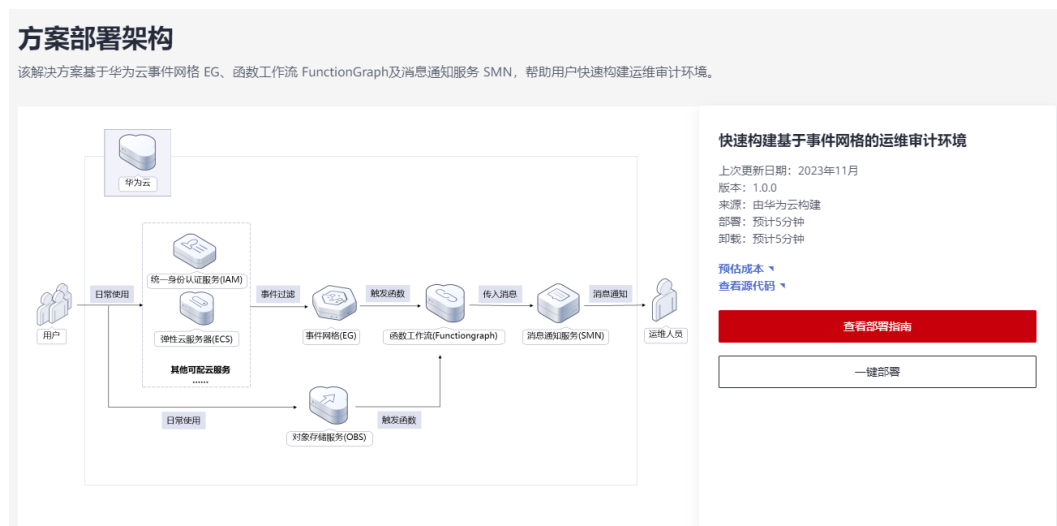 方案部署架构
该解决方案基于华为云事件网格 EG、函数工作流 FunctionGraph及消息通知服务 SMN，帮助用户快速构建运维审计环境。
华为云
统一身份认证服务(IAM)
日常使用
事件过滤
触发函数
传入消息
消息通知
用户
弹性云服务器(ECS)
事件网格(EG)
函数工作流(Functiongraph)
消息通知服务(SMN)
运维人员
其他可配云服务
......
日常使用
触发函数
对象存储服务(OBS)
快速构建基于事件网格的运维审计环境
上次更新日期：2023年11月
版本：1.0.0
来源：由华为云构建
部署：预计5分钟
卸载：预计5分钟
预估成本
查看源代码
查看部署指南
一键部署